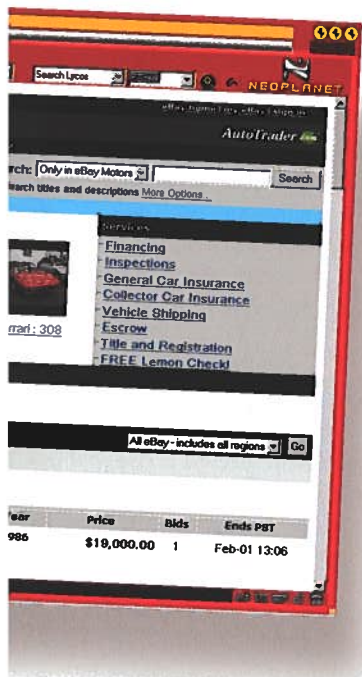 Search Lycos
NEOPLANET
AutoTrader
rch: Only in eBay Motors Search
earch titles and descriptions More Options...
Services
Financing
Inspections
General Car Insurance
Collector Car Insurance
Vehicle Shipping
Escrow
Title and Registration
FREE Lemon Check!
rrari: 308
All eBay - includes all regions Go
ear Price Bids Ends PST
986 $19,000.00 1 Feb-01 13:06